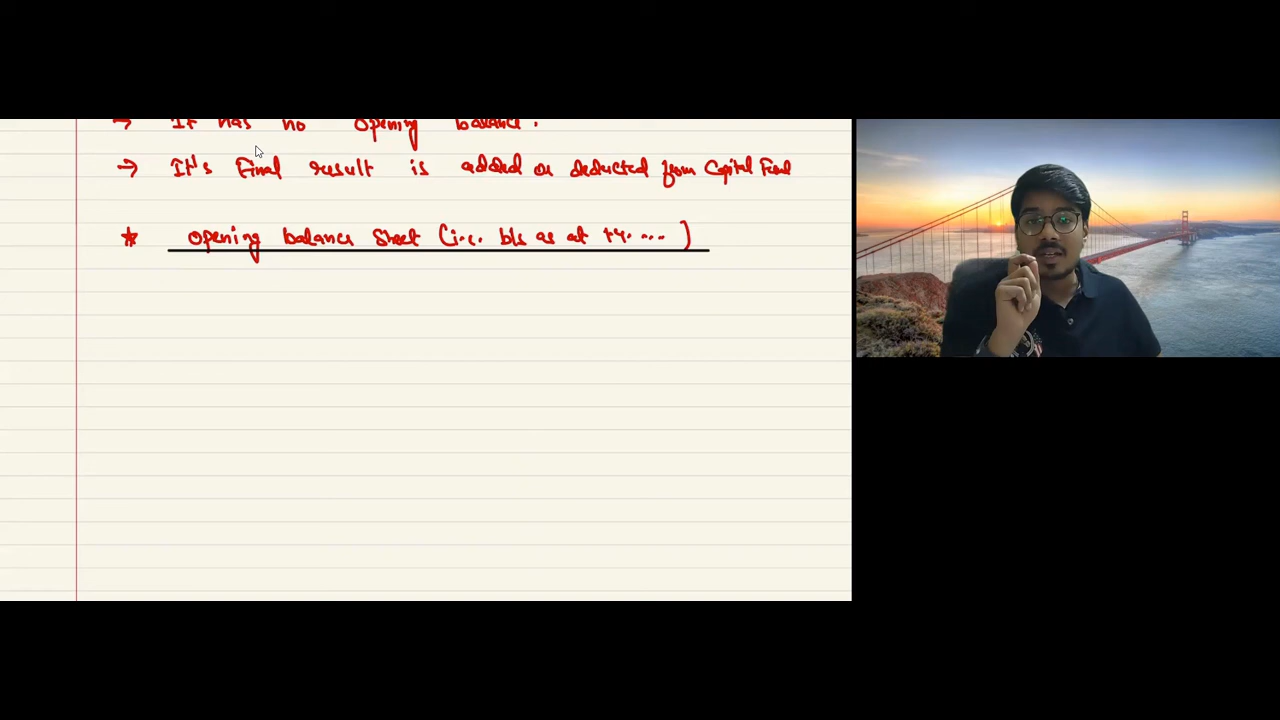 → It has no opening balance.
→ It's Final result is added or deducted from Capital Fund
* Opening balance sheet (i.e. b/s as at 1.4. ....)